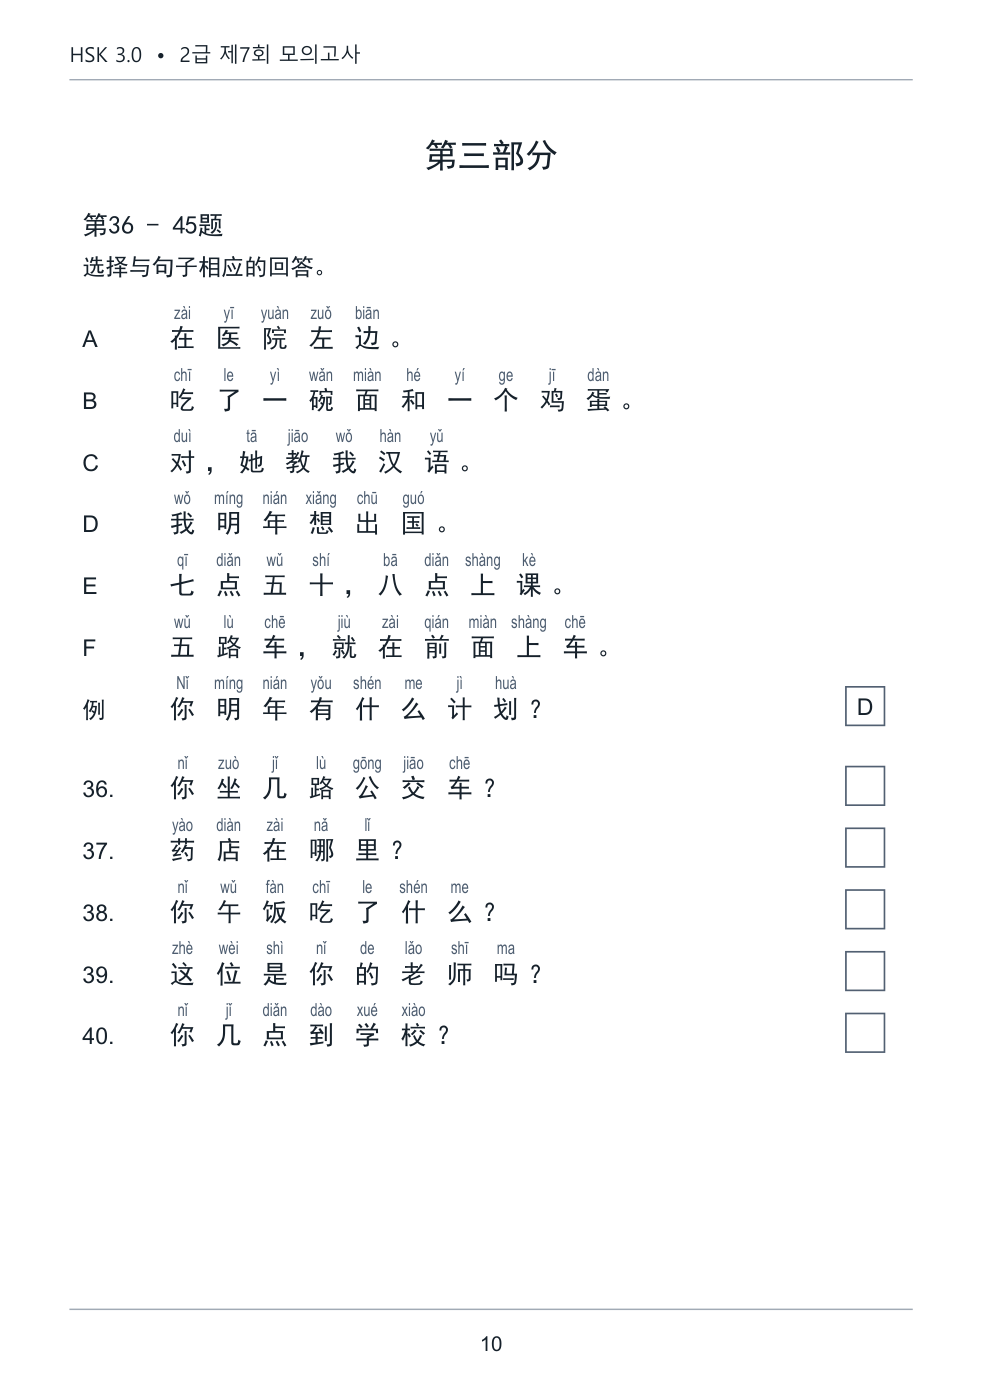 HSK 3.0 • 2급 제7회 모의고사
第三部分
第36 － 45题
选择与句子相应的回答。
zài yī yuàn zuǒ biān
A 在医院左边。
chī le yì wǎn miàn hé yí ge jī dàn
B 吃了一碗面和一个鸡蛋。
duì tā jiāo wǒ hàn yǔ
C 对，她教我汉语。
wǒ míng nián xiǎng chū guó
D 我明年想出国。
qī diǎn wǔ shí bā diǎn shàng kè
E 七点五十，八点上课。
wǔ lù chē jiù zài qián miàn shàng chē
F 五路车，就在前面上车。
Nǐ míng nián yǒu shén me jì huà
例 你明年有什么计划？ D
nǐ zuò jǐ lù gōng jiāo chē
36. 你坐几路公交车？
yào diàn zài nǎ lǐ
37. 药店在哪里？
nǐ wǔ fàn chī le shén me
38. 你午饭吃了什么？
zhè wèi shì nǐ de lǎo shī ma
39. 这位是你的老师吗？
nǐ jǐ diǎn dào xué xiào
40. 你几点到学校？
10